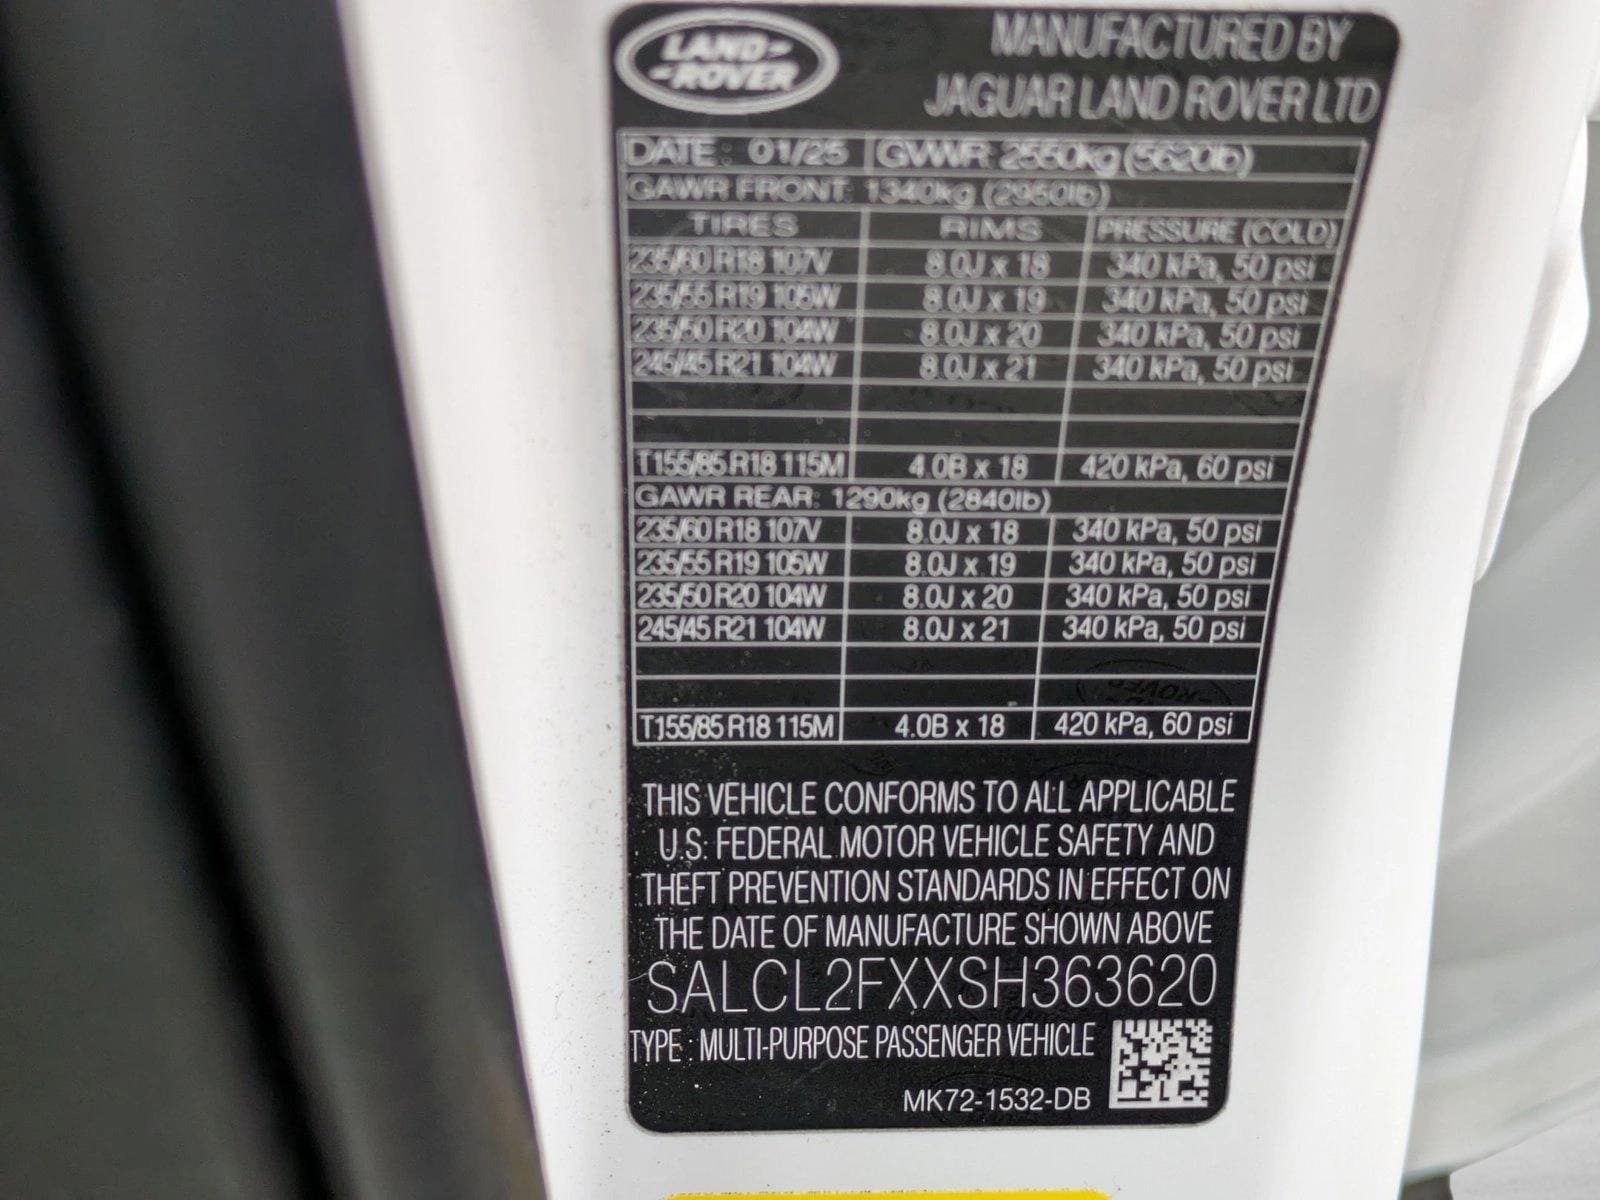 LAND-
-ROVER
MANUFACTURED BY
JAGUAR LAND ROVER LTD
DATE: 01/25 GVWR 2550kg (5620lb)
GAWR FRONT: 1340kg (2950lb)
TIRES RIMS PRESSURE (COLD)
235/60 R18 107V 8.0J x 18 340 kPa, 50 psi
235/55 R19 105W 8.0J x 19 340 kPa, 50 psi
235/50 R20 104W 8.0J x 20 340 kPa, 50 psi
245/45 R21 104W 8.0J x 21 340 kPa, 50 psi
T155/85 R18 115M 4.0B x 18 420 kPa, 60 psi
GAWR REAR: 1290kg (2840lb)
235/60 R18 107V 8.0J x 18 340 kPa, 50 psi
235/55 R19 105W 8.0J x 19 340 kPa, 50 psi
235/50 R20 104W 8.0J x 20 340 kPa, 50 psi
245/45 R21 104W 8.0J x 21 340 kPa, 50 psi
T155/85 R18 115M 4.0B x 18 420 kPa, 60 psi
THIS VEHICLE CONFORMS TO ALL APPLICABLE
U.S. FEDERAL MOTOR VEHICLE SAFETY AND
THEFT PREVENTION STANDARDS IN EFFECT ON
THE DATE OF MANUFACTURE SHOWN ABOVE
SALCL2FXXSH363620
TYPE : MULTI-PURPOSE PASSENGER VEHICLE
MK72-1532-DB